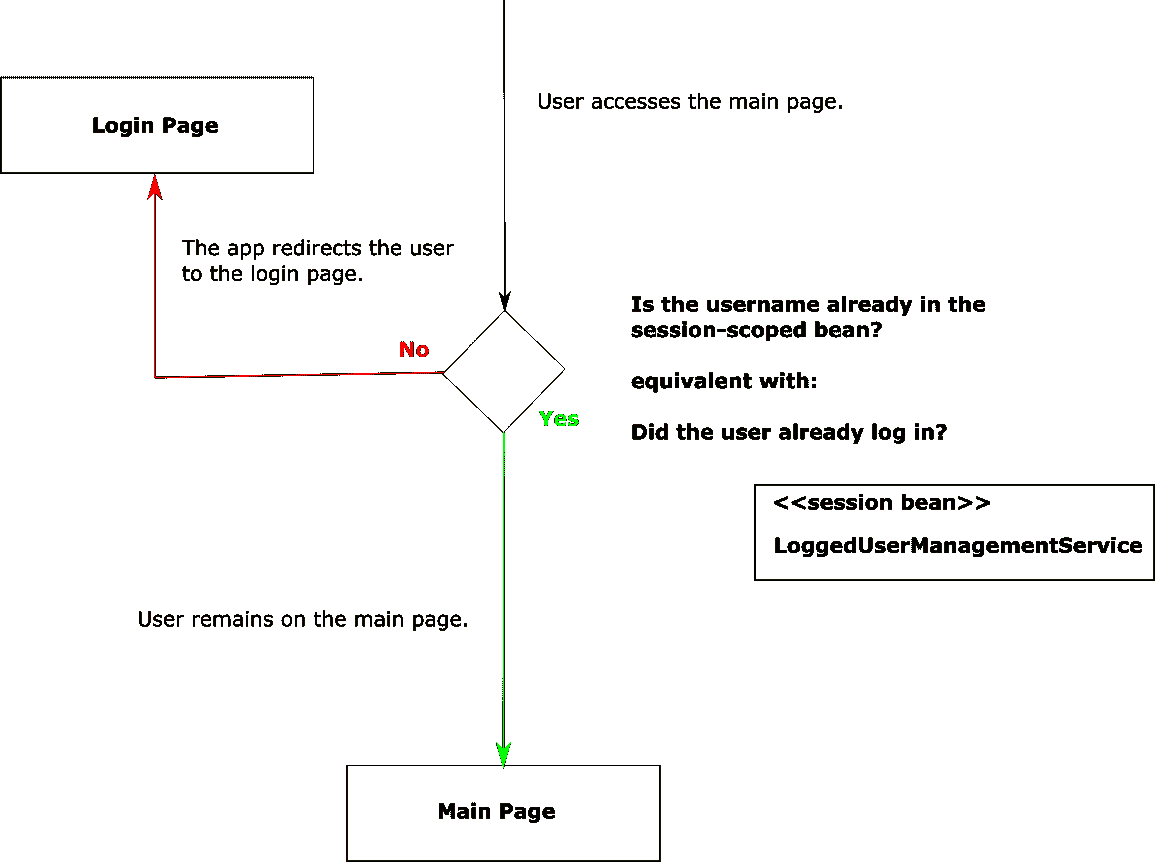 User accesses the main page.
Login Page
The app redirects the user
to the login page.
Is the username already in the
session-scoped bean?
No
equivalent with:
Yes
Did the user already log in?
<<session bean>>
LoggedUserManagementService
User remains on the main page.
Main Page